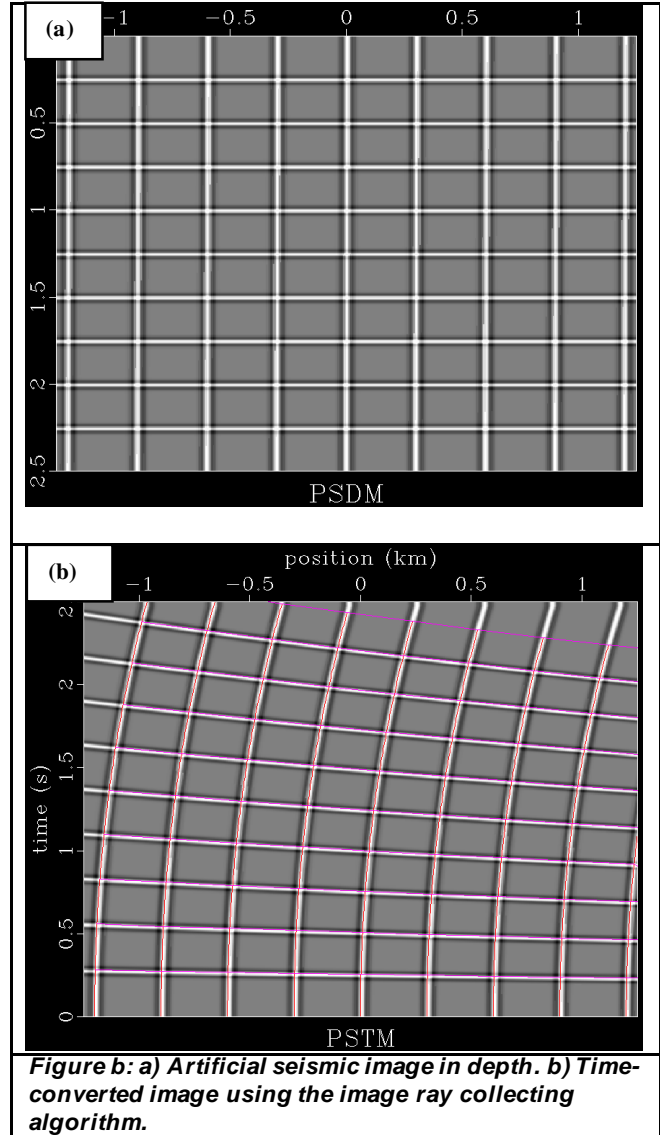 (a)
−1 −0.5 0 0.5 1
0.5
1
1.5
2
2.5
PSDM
(b)
position (km)
−1 −0.5 0 0.5 1
2
2
1.5
1
0.5
0
time (s)
PSTM
Figure b: a) Artificial seismic image in depth. b) Time-
converted image using the image ray collecting
algorithm.